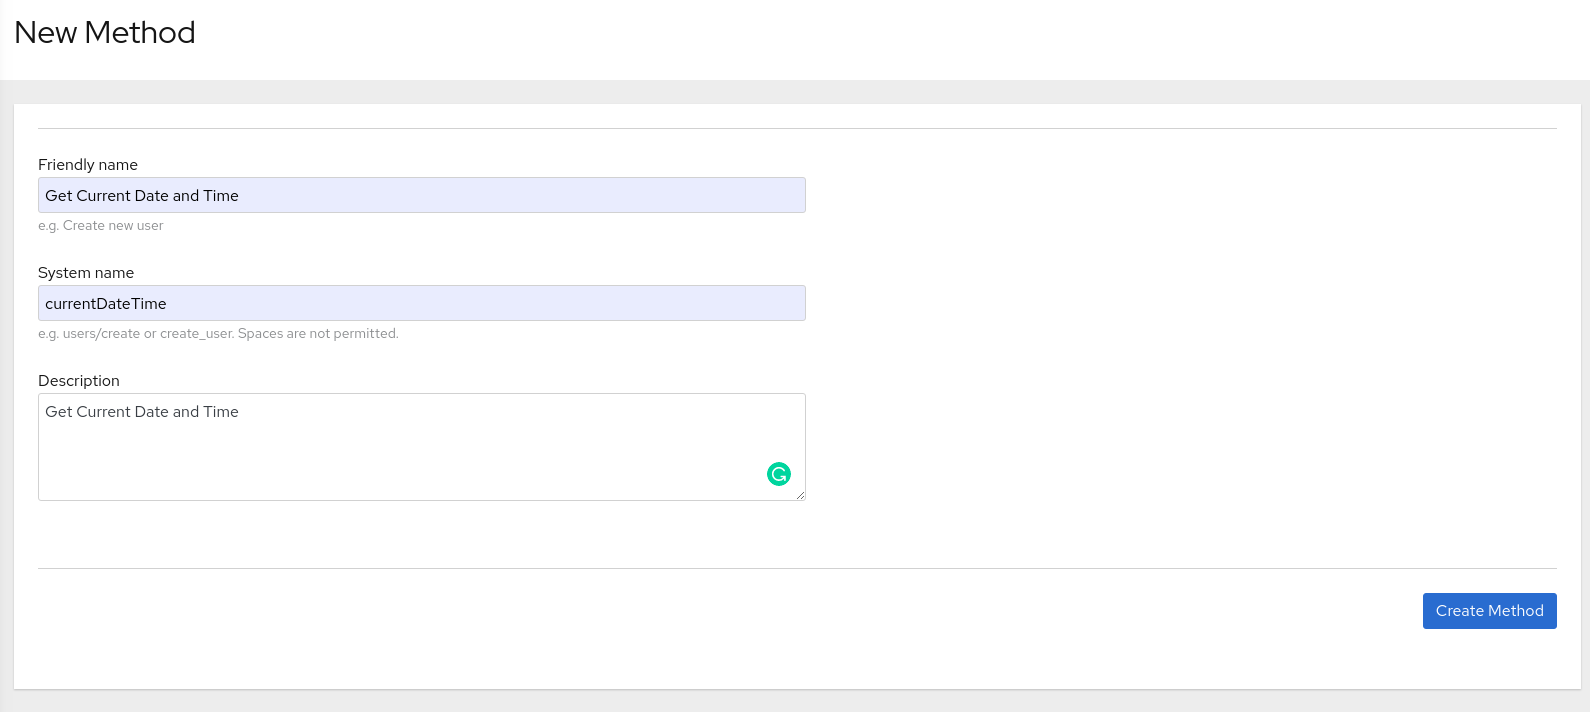 New Method
Friendly name
Get Current Date and Time
e.g. Create new user
System name
currentDateTime
e.g. users/create or create_user. Spaces are not permitted.
Description
Get Current Date and Time
Create Method